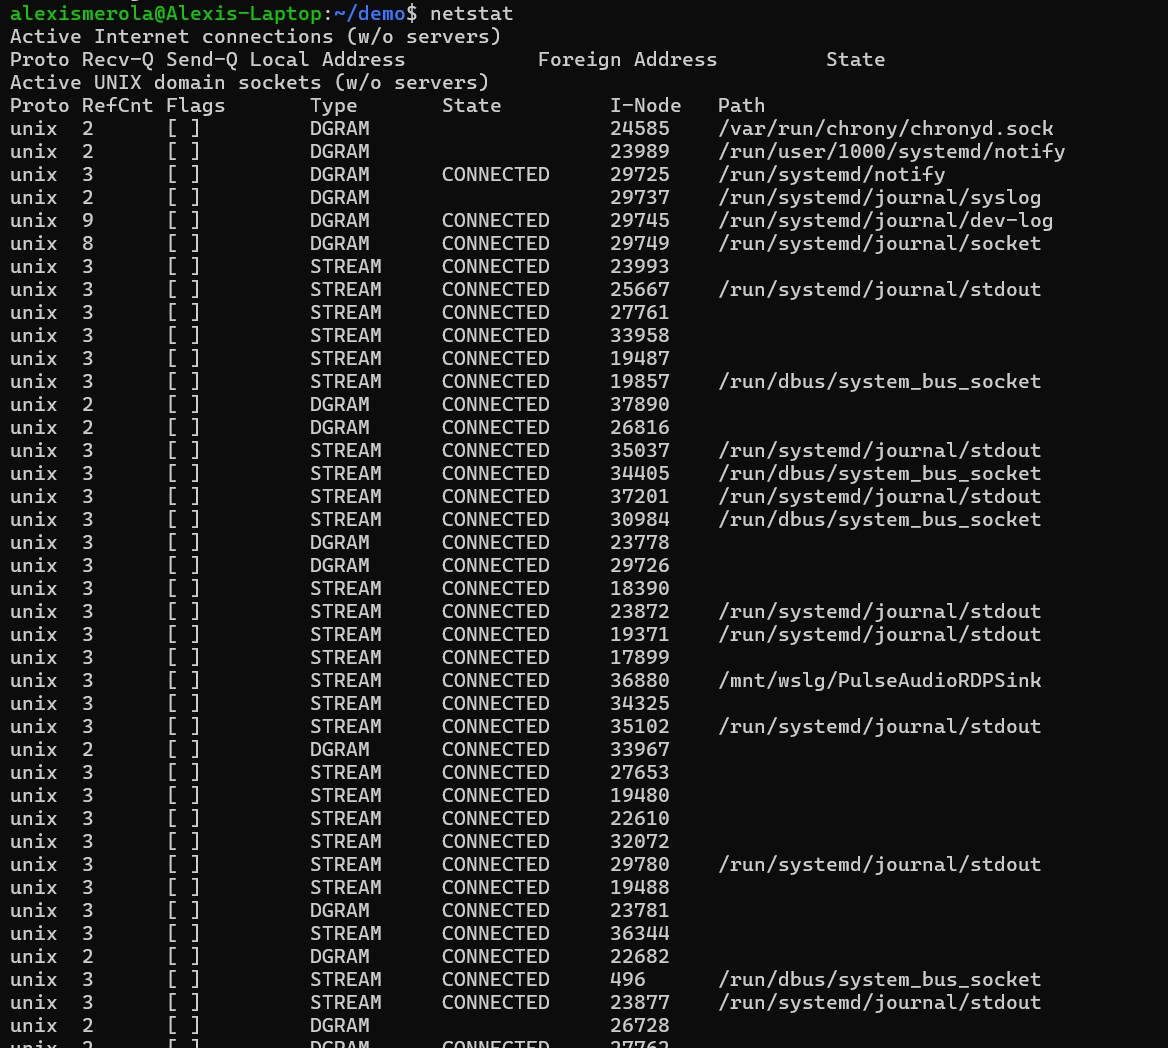 alexismerola@Alexis-Laptop:~/demo$ netstat
Active Internet connections (w/o servers)
Proto Recv-Q Send-Q Local Address           Foreign Address         State
Active UNIX domain sockets (w/o servers)
Proto RefCnt Flags       Type       State         I-Node   Path
unix  2      [ ]         DGRAM                    24585    /var/run/chrony/chronyd.sock
unix  2      [ ]         DGRAM                    23989    /run/user/1000/systemd/notify
unix  3      [ ]         DGRAM      CONNECTED     29725    /run/systemd/notify
unix  2      [ ]         DGRAM                    29737    /run/systemd/journal/syslog
unix  9      [ ]         DGRAM      CONNECTED     29745    /run/systemd/journal/dev-log
unix  8      [ ]         DGRAM      CONNECTED     29749    /run/systemd/journal/socket
unix  3      [ ]         STREAM     CONNECTED     23993
unix  3      [ ]         STREAM     CONNECTED     25667    /run/systemd/journal/stdout
unix  3      [ ]         STREAM     CONNECTED     27761
unix  3      [ ]         STREAM     CONNECTED     33958
unix  3      [ ]         STREAM     CONNECTED     19487
unix  3      [ ]         STREAM     CONNECTED     19857    /run/dbus/system_bus_socket
unix  2      [ ]         DGRAM      CONNECTED     37890
unix  2      [ ]         DGRAM      CONNECTED     26816
unix  3      [ ]         STREAM     CONNECTED     35037    /run/systemd/journal/stdout
unix  3      [ ]         STREAM     CONNECTED     34405    /run/dbus/system_bus_socket
unix  3      [ ]         STREAM     CONNECTED     37201    /run/systemd/journal/stdout
unix  3      [ ]         STREAM     CONNECTED     30984    /run/dbus/system_bus_socket
unix  3      [ ]         DGRAM      CONNECTED     23778
unix  3      [ ]         DGRAM      CONNECTED     29726
unix  3      [ ]         STREAM     CONNECTED     18390
unix  3      [ ]         STREAM     CONNECTED     23872    /run/systemd/journal/stdout
unix  3      [ ]         STREAM     CONNECTED     19371    /run/systemd/journal/stdout
unix  3      [ ]         STREAM     CONNECTED     17899
unix  3      [ ]         STREAM     CONNECTED     36880    /mnt/wslg/PulseAudioRDPSink
unix  3      [ ]         STREAM     CONNECTED     34325
unix  3      [ ]         STREAM     CONNECTED     35102    /run/systemd/journal/stdout
unix  2      [ ]         DGRAM      CONNECTED     33967
unix  3      [ ]         STREAM     CONNECTED     27653
unix  3      [ ]         STREAM     CONNECTED     19480
unix  3      [ ]         STREAM     CONNECTED     22610
unix  3      [ ]         STREAM     CONNECTED     32072
unix  3      [ ]         STREAM     CONNECTED     29780    /run/systemd/journal/stdout
unix  3      [ ]         STREAM     CONNECTED     19488
unix  3      [ ]         DGRAM      CONNECTED     23781
unix  3      [ ]         STREAM     CONNECTED     36344
unix  2      [ ]         DGRAM      CONNECTED     22682
unix  3      [ ]         STREAM     CONNECTED     496      /run/dbus/system_bus_socket
unix  3      [ ]         STREAM     CONNECTED     23877    /run/systemd/journal/stdout
unix  2      [ ]         DGRAM                    26728
unix  2      [ ]         DGRAM      CONNECTED